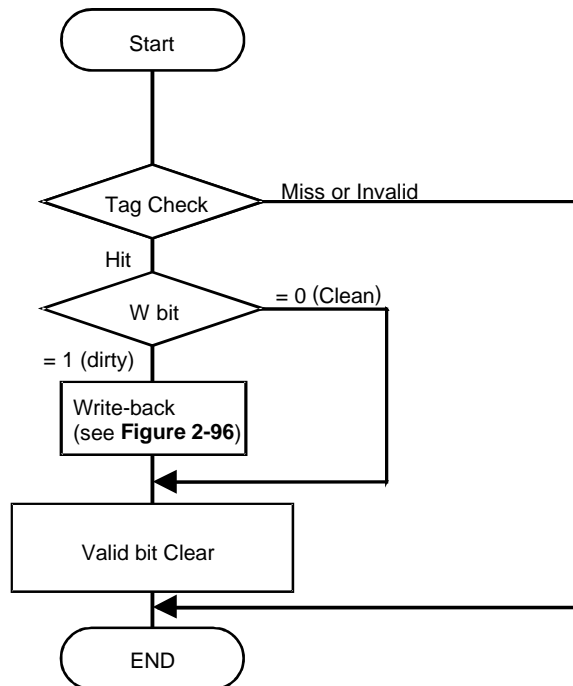 Start
Tag Check
Miss or Invalid
Hit
W bit
= 0 (Clean)
= 1 (dirty)
Write-back
(see Figure 2-96)
Valid bit Clear
END